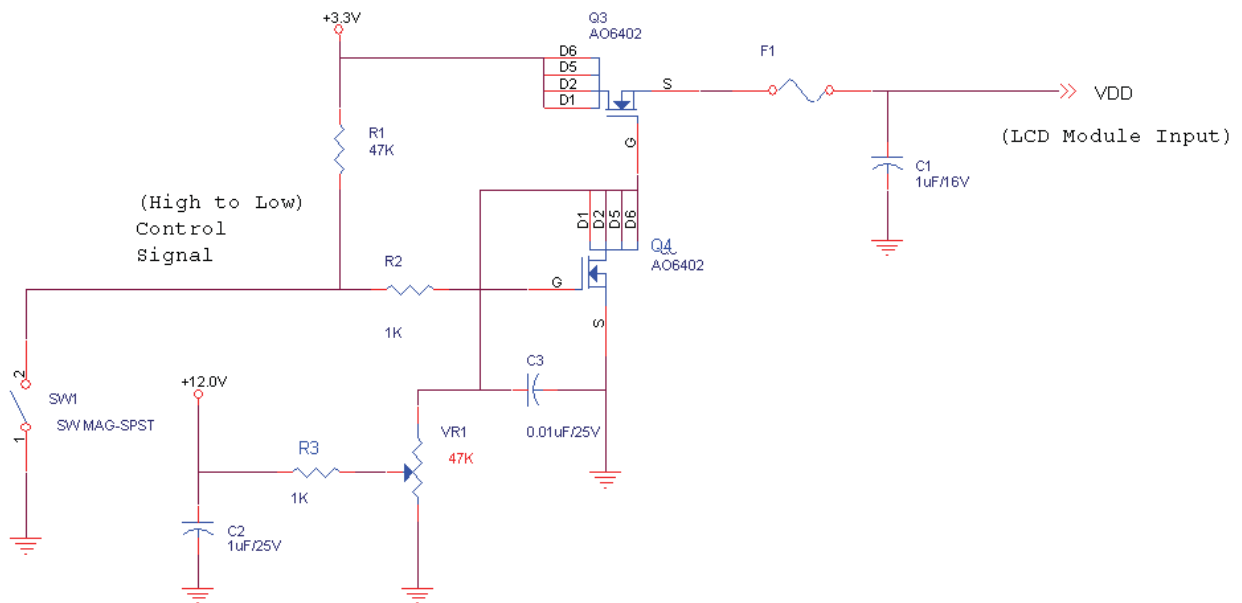 +3.3V
Q3
AO6402
D6
D5
D2
D1
S
G
F1
VDD
(LCD Module Input)
C1
1uF/16V
R1
47K
(High to Low)
Control
Signal
R2
1K
G
D1
D2
D5
D6
Q4
AO6402
S
2
1
SW1
SW MAG-SPST
+12.0V
R3
1K
C2
1uF/25V
VR1
47K
C3
0.01uF/25V